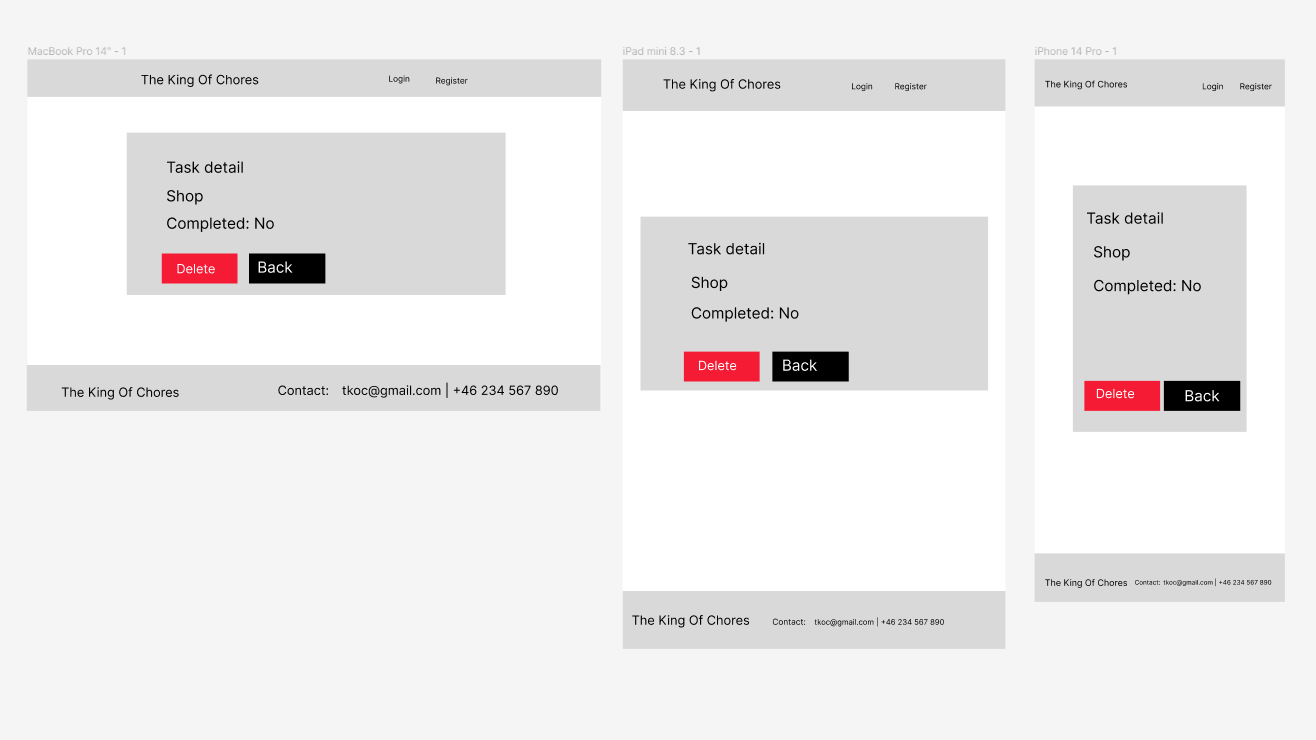 MacBook Pro 14" - 1
The King Of Chores
Login
Register
Task detail
Shop
Completed: No
Delete
Back
The King Of Chores
Contact: tkoc@gmail.com | +46 234 567 890
iPad mini 8.3 - 1
The King Of Chores
Login
Register
Task detail
Shop
Completed: No
Delete
Back
The King Of Chores
Contact: tkoc@gmail.com | +46 234 567 890
iPhone 14 Pro - 1
The King Of Chores
Login
Register
Task detail
Shop
Completed: No
Delete
Back
The King Of Chores
Contact: tkoc@gmail.com | +46 234 567 890